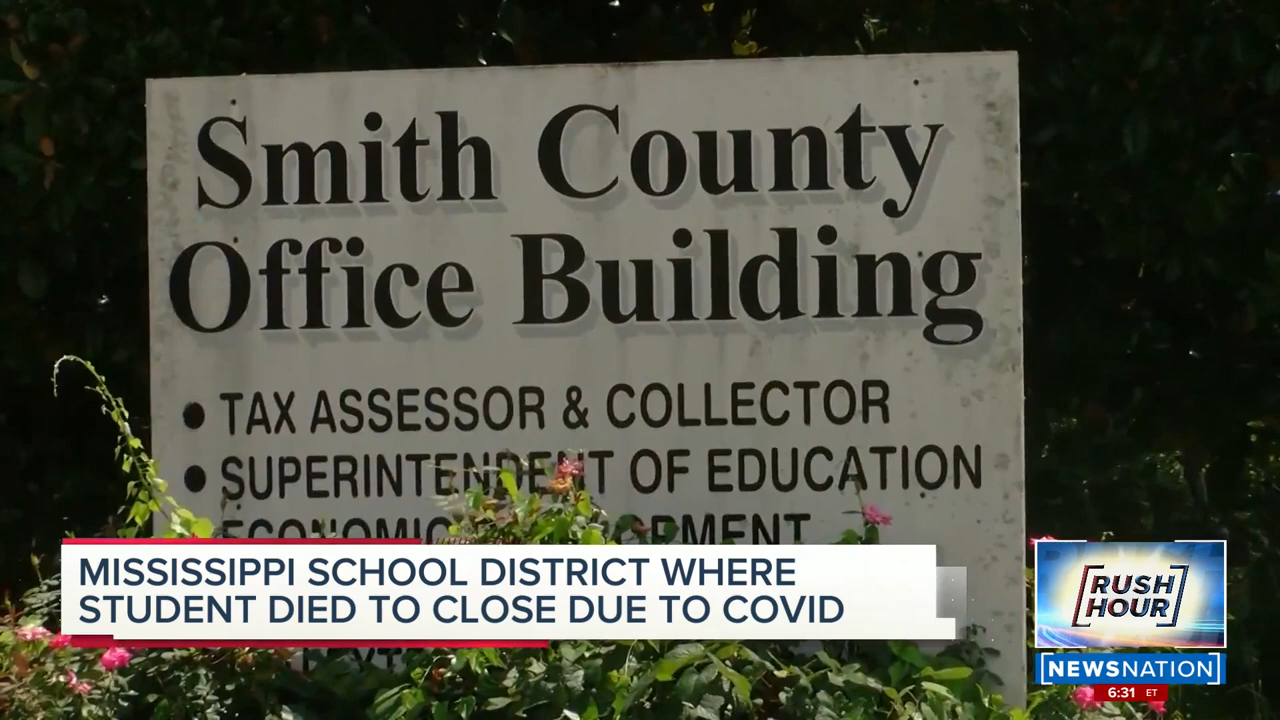 Smith County
Office Building
• TAX ASSESSOR & COLLECTOR
• SUPERINTENDENT OF EDUCATION
ECONOMIC
MISSISSIPPI SCHOOL DISTRICT WHERE
STUDENT DIED TO CLOSE DUE TO COVID
RUSH
HOUR
NEWSNATION
6:31 ET